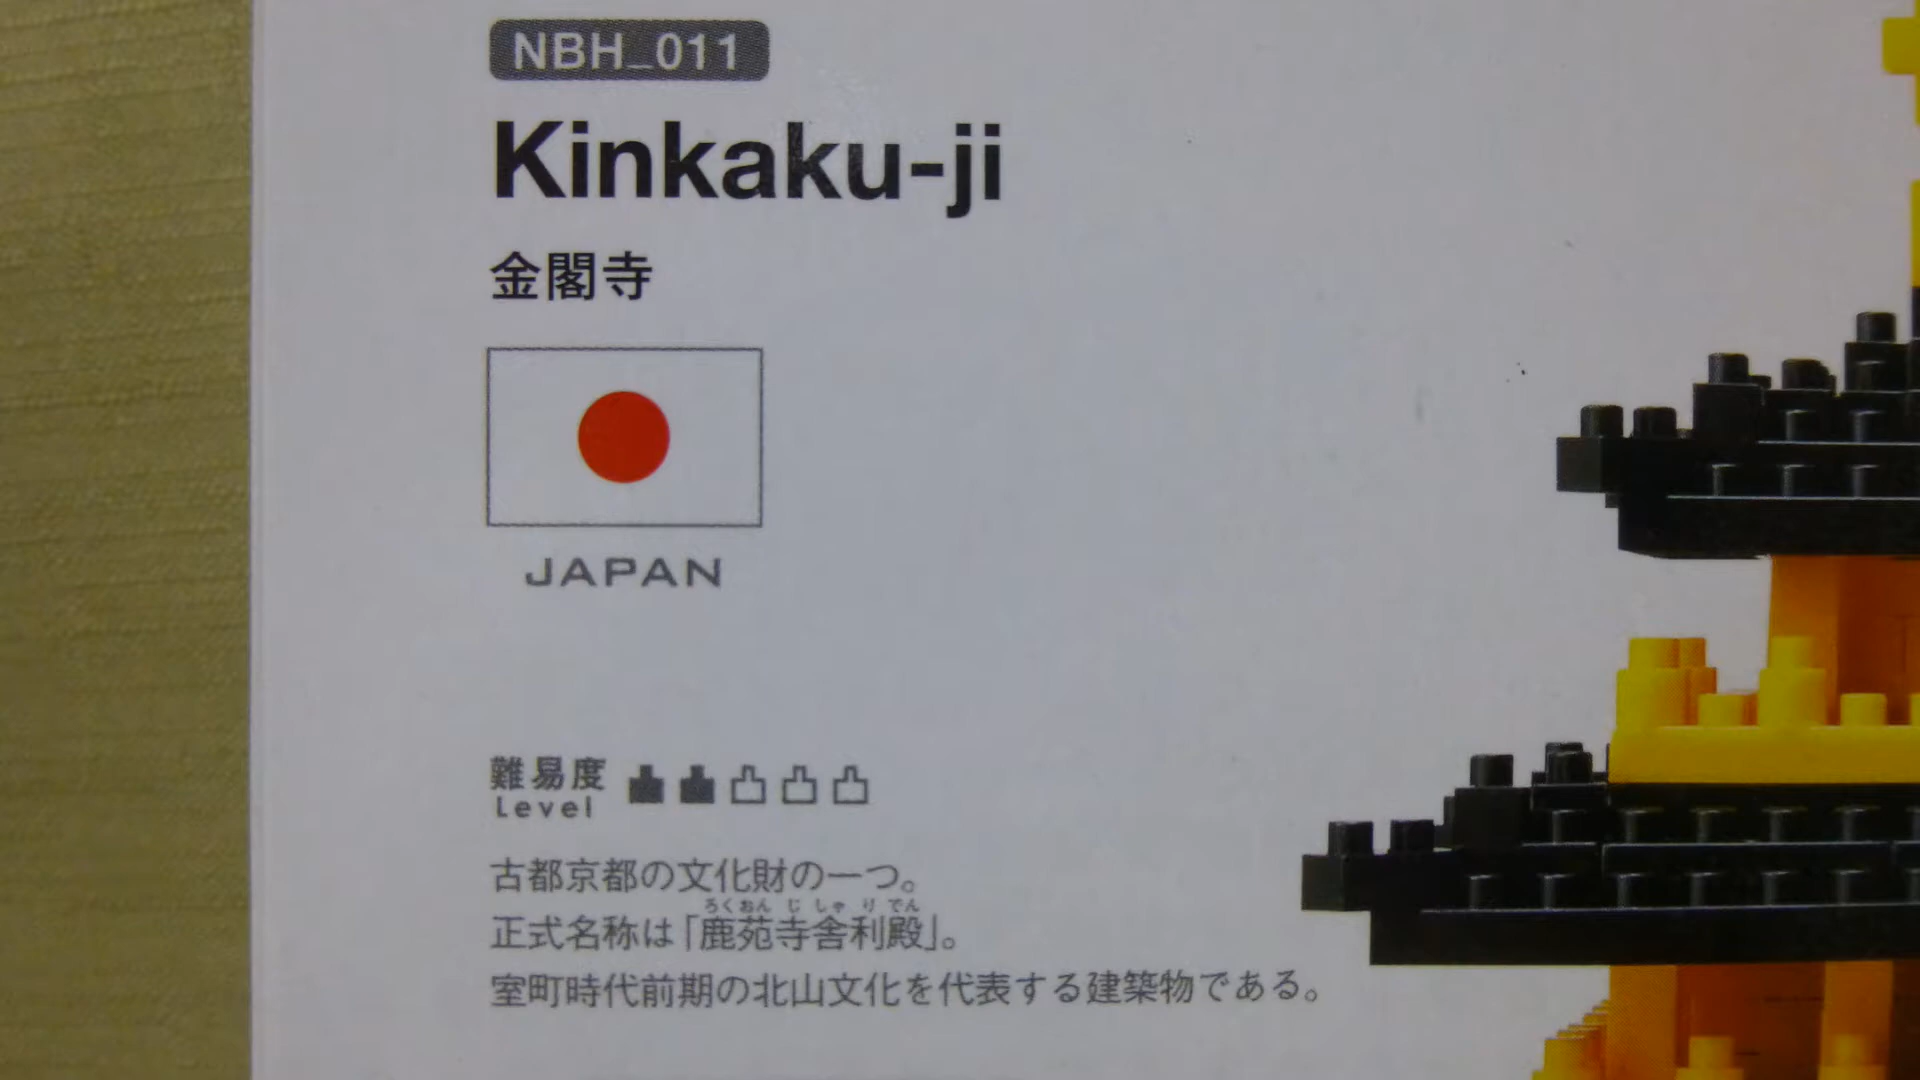 NBH_011
Kinkaku-ji
金閣寺
JAPAN
難易度
Level
古都京都の文化財の一つ。
ろくおん じ しゃ り でん
正式名称は「鹿苑寺舎利殿」。
室町時代前期の北山文化を代表する建築物である。